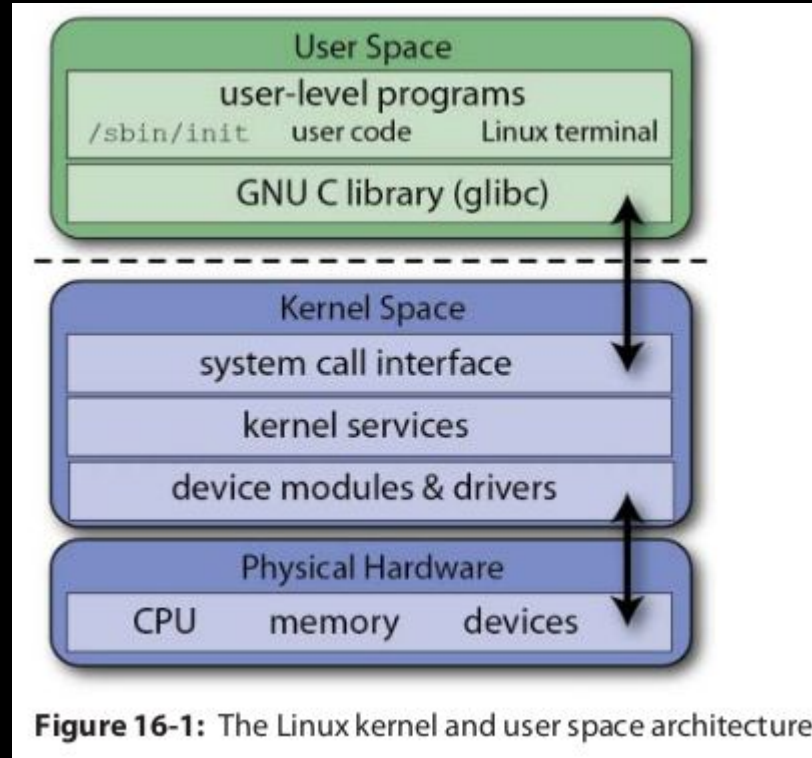 User Space
user-level programs
/sbin/init user code Linux terminal
GNU C library (glibc)
Kernel Space
system call interface
kernel services
device modules & drivers
Physical Hardware
CPU memory devices
Figure 16-1: The Linux kernel and user space architectures